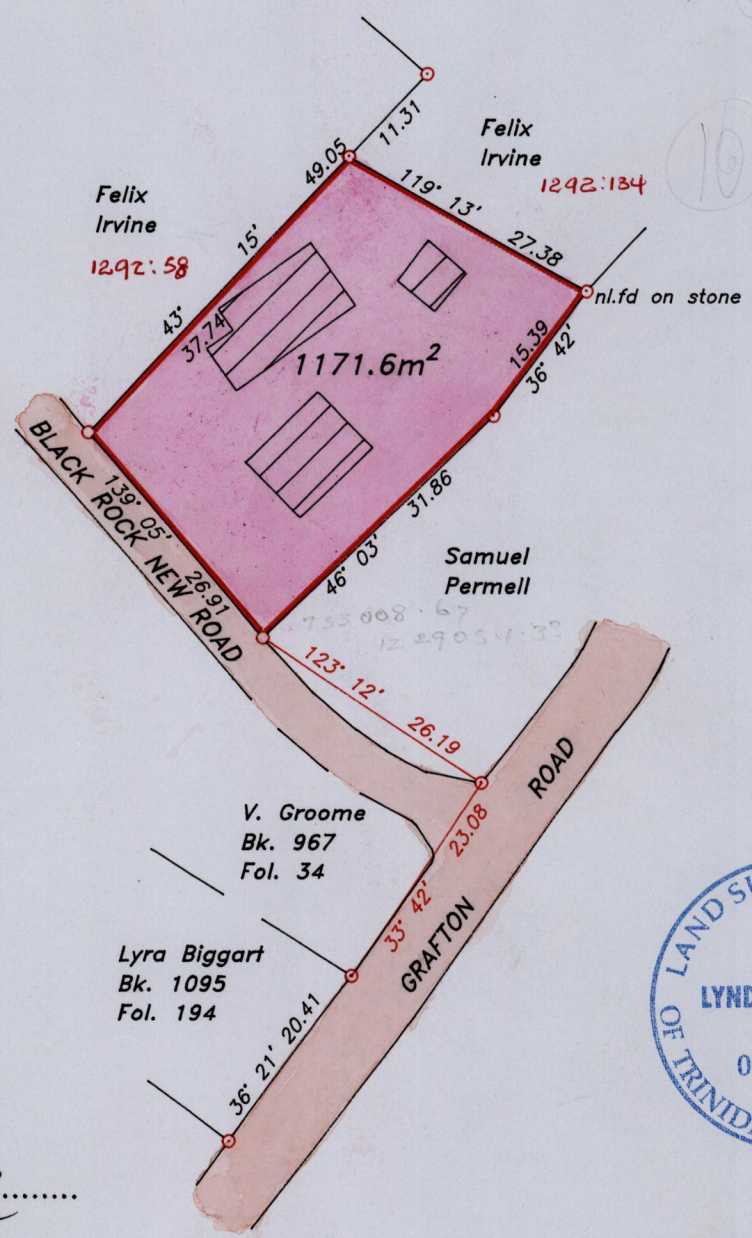 11.31
49.05
Felix
Irvine
1292:134
119° 13'
27.38
Felix
Irvine
1292:58
15'
43°
37.74
nl.fd on stone
15.39
36° 42'
1171.6m²
BLACK ROCK NEW ROAD
139° 05'
26.91
31.86
46° 03'
Samuel
Permell
123° 12'
26.19
ROAD
V. Groome
Bk. 967
Fol. 34
23.08
33° 42'
GRAFTON
Lyra Biggart
Bk. 1095
Fol. 194
36° 21' 20.41
LAND
LYND
OF TRINID